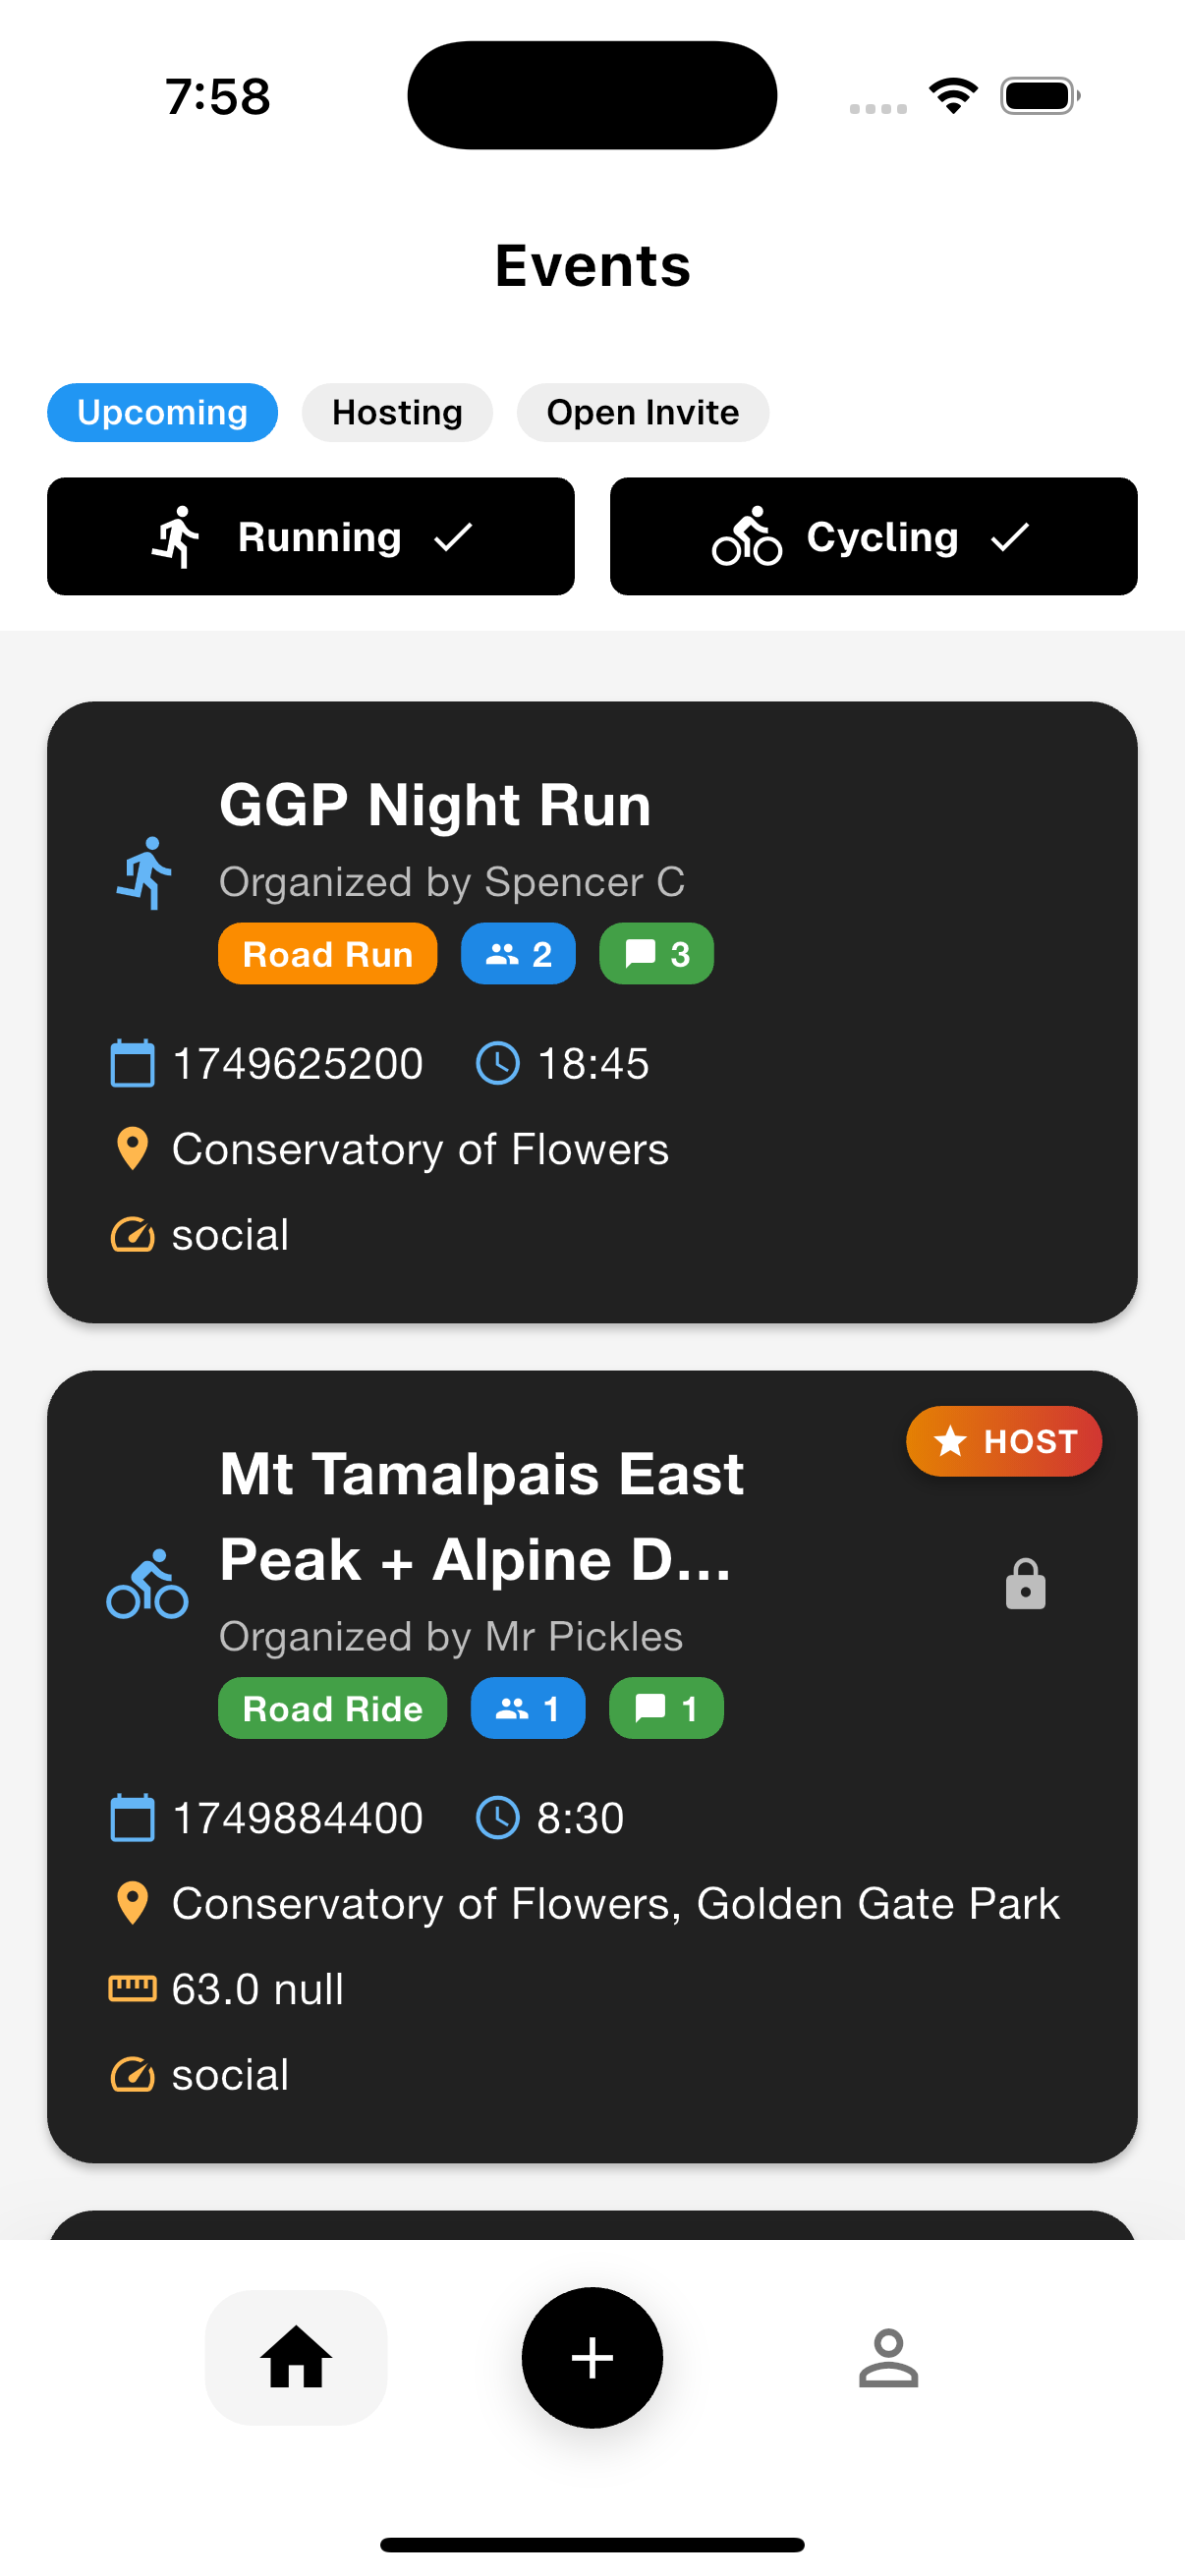 7:58
Events
Upcoming Hosting Open Invite
Running Cycling
GGP Night Run
Organized by Spencer C
Road Run 2 3
1749625200 18:45
Conservatory of Flowers
social
HOST
Mt Tamalpais East
Peak + Alpine D...
Organized by Mr Pickles
Road Ride 1 1
1749884400 8:30
Conservatory of Flowers, Golden Gate Park
63.0 null
social